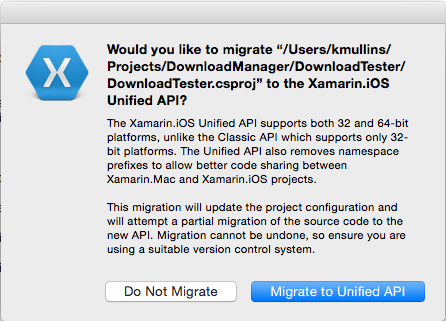 Would you like to migrate “/Users/kmullins/
Projects/DownloadManager/DownloadTester/
DownloadTester.csproj” to the Xamarin.iOS
Unified API?
The Xamarin.iOS Unified API supports both 32 and 64-bit
platforms, unlike the Classic API which supports only 32-
bit platforms. The Unified API also removes namespace
prefixes to allow better code sharing between
Xamarin.Mac and Xamarin.iOS projects.
This migration will update the project configuration and
will attempt a partial migration of the source code to the
new API. Migration cannot be undone, so ensure you are
using a suitable version control system.
Do Not Migrate
Migrate to Unified API